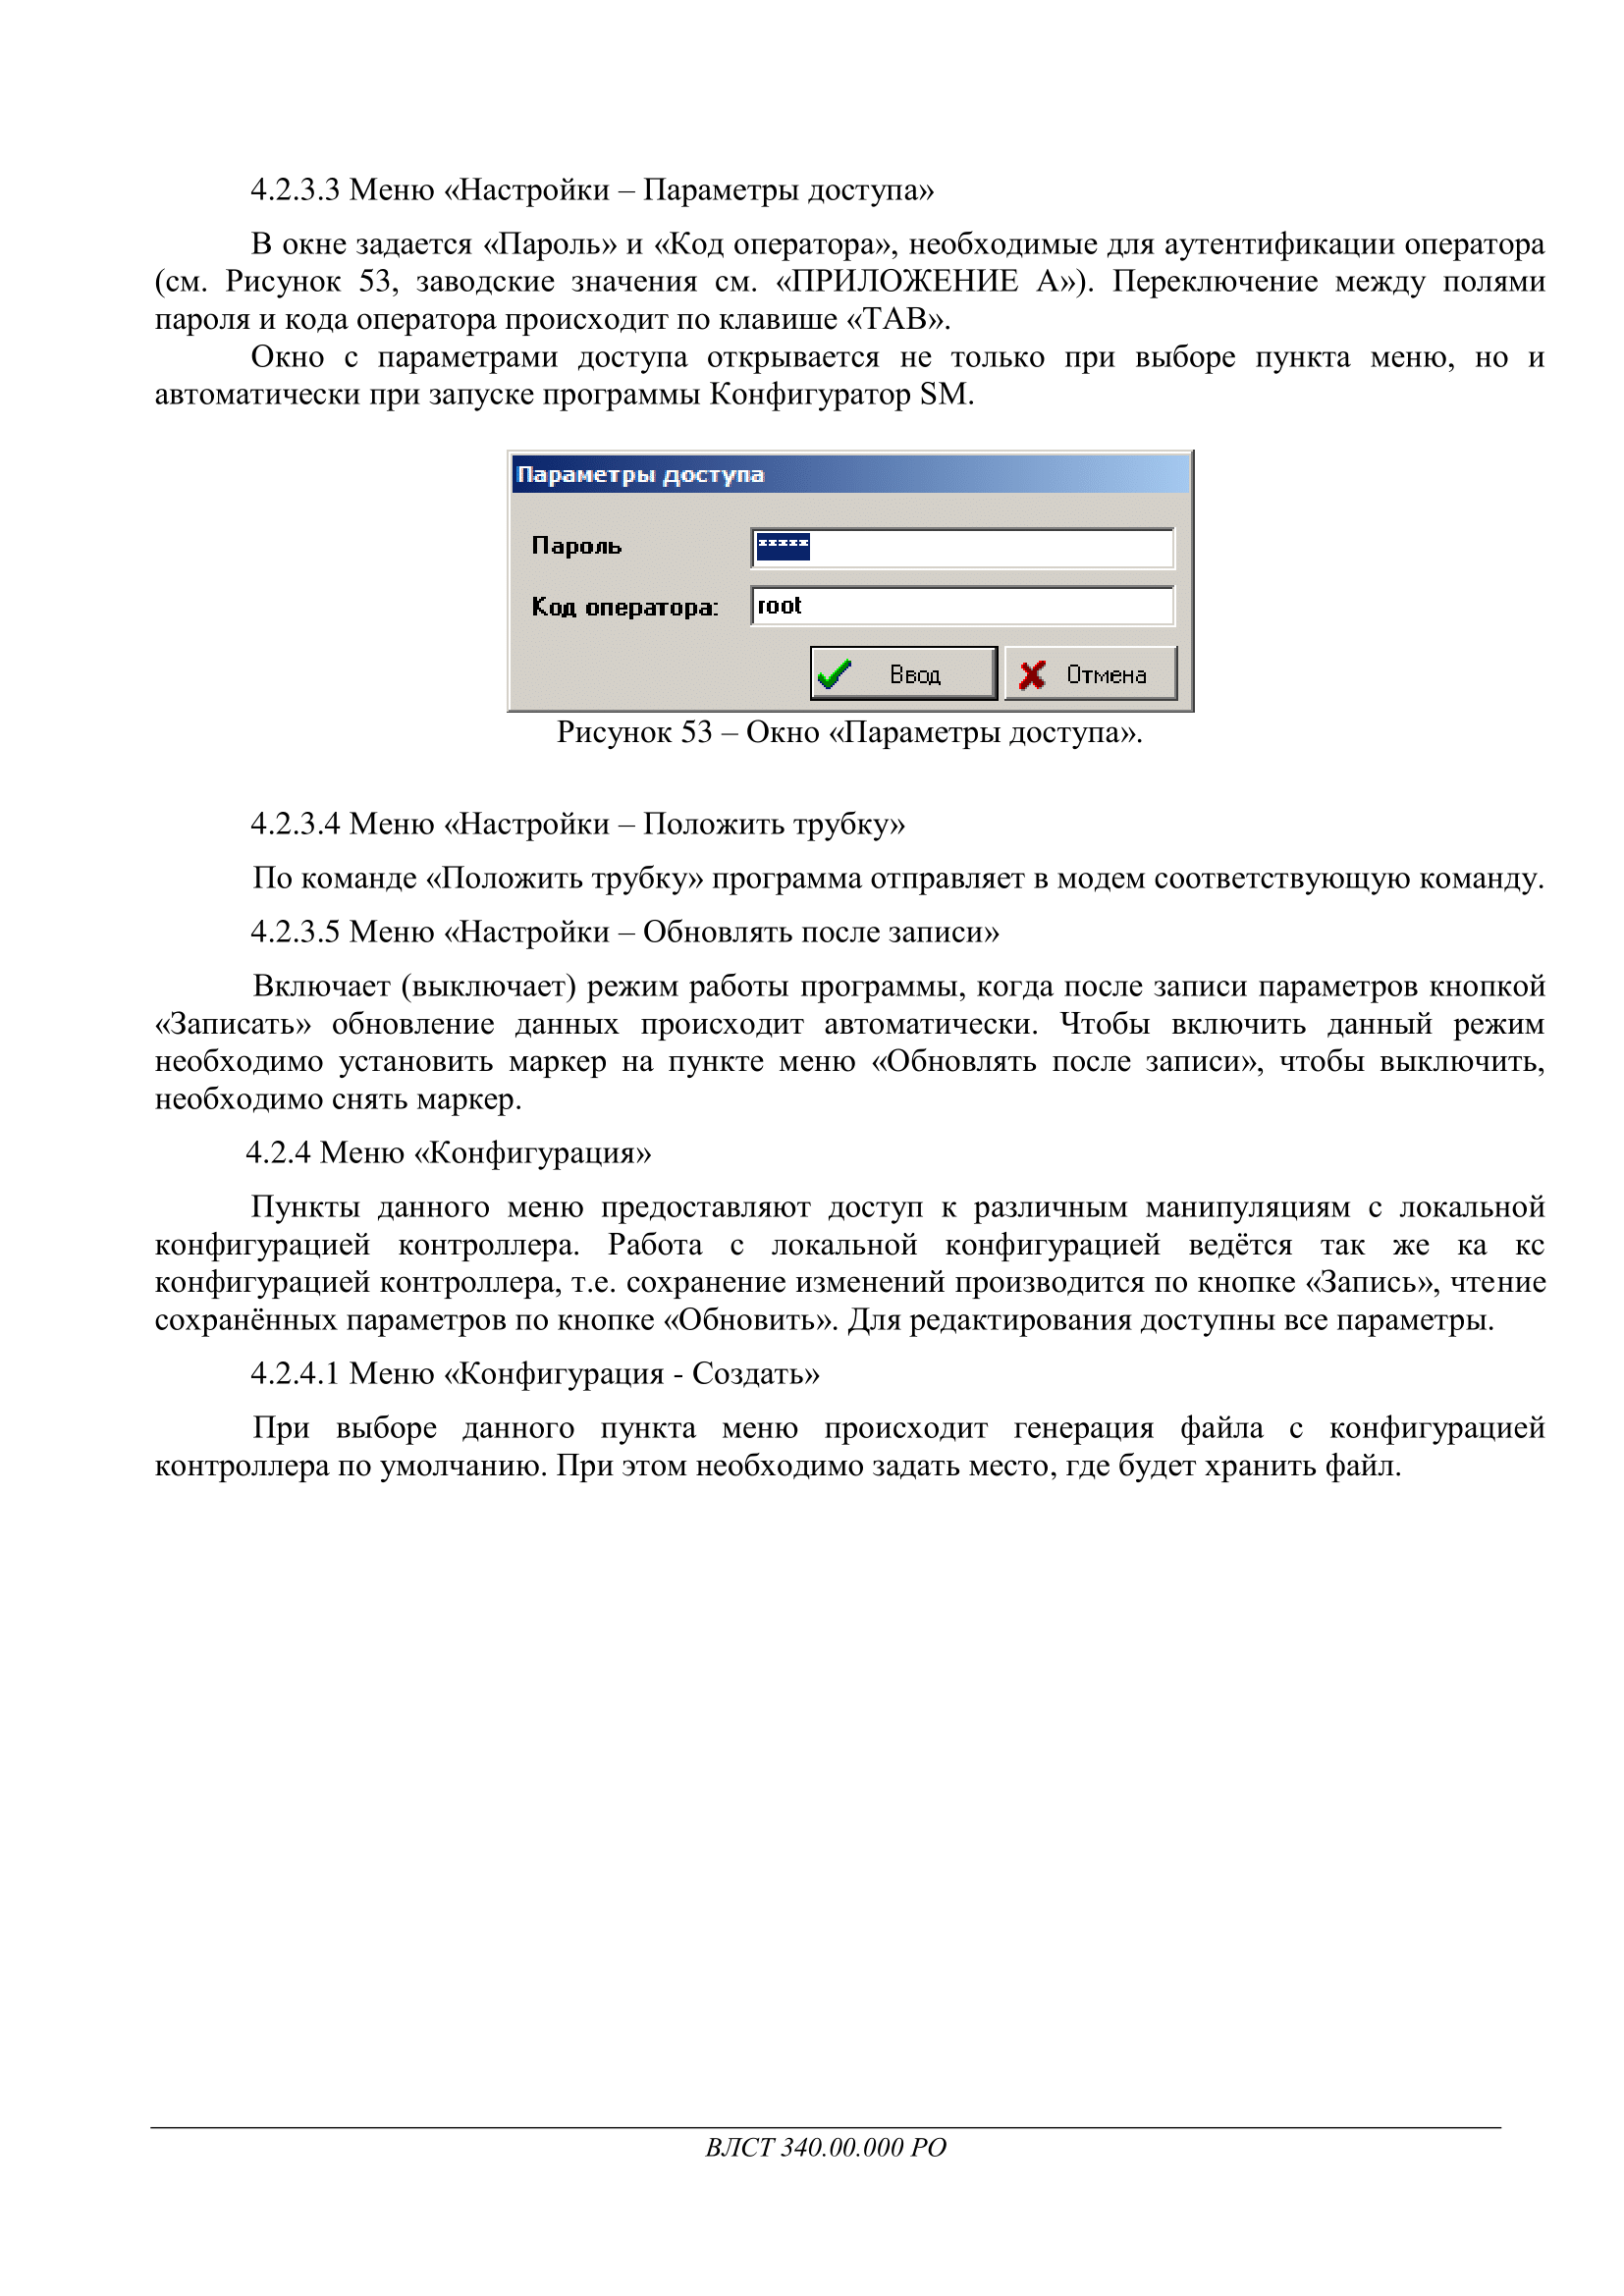 4.2.3.3 Меню «Настройки – Параметры доступа»
В окне задается «Пароль» и «Код оператора», необходимые для аутентификации оператора
(см. Рисунок 53, заводские значения см. «ПРИЛОЖЕНИЕ А»). Переключение между полями
пароля и кода оператора происходит по клавише «TAB».
Окно с параметрами доступа открывается не только при выборе пункта меню, но и
автоматически при запуске программы Конфигуратор SM.
Параметры доступа
Пароль *****
Код оператора: root
Ввод Отмена
Рисунок 53 – Окно «Параметры доступа».
4.2.3.4 Меню «Настройки – Положить трубку»
По команде «Положить трубку» программа отправляет в модем соответствующую команду.
4.2.3.5 Меню «Настройки – Обновлять после записи»
Включает (выключает) режим работы программы, когда после записи параметров кнопкой
«Записать» обновление данных происходит автоматически. Чтобы включить данный режим
необходимо установить маркер на пункте меню «Обновлять после записи», чтобы выключить,
необходимо снять маркер.
4.2.4 Меню «Конфигурация»
Пункты данного меню предоставляют доступ к различным манипуляциям с локальной
конфигурацией контроллера. Работа с локальной конфигурацией ведётся так же ка кс
конфигурацией контроллера, т.е. сохранение изменений производится по кнопке «Запись», чтение
сохранённых параметров по кнопке «Обновить». Для редактирования доступны все параметры.
4.2.4.1 Меню «Конфигурация - Создать»
При выборе данного пункта меню происходит генерация файла с конфигурацией
контроллера по умолчанию. При этом необходимо задать место, где будет хранить файл.
ВЛСТ 340.00.000 РО